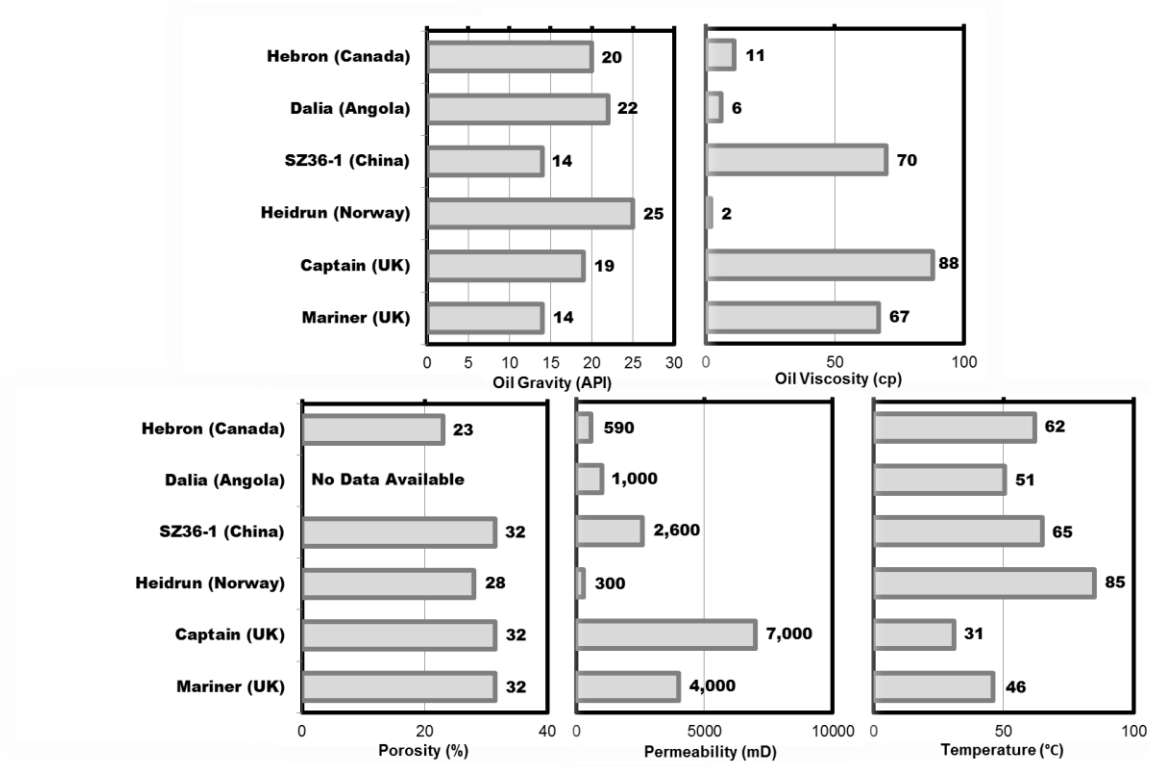 Hebron (Canada) 20 11
Dalia (Angola) 22 6
SZ36-1 (China) 14 70
Heidrun (Norway) 25 2
Captain (UK) 19 88
Mariner (UK) 14 67
0 5 10 15 20 25 30 0 50 100
Oil Gravity (API) Oil Viscosity (cp)
Hebron (Canada) 23 590 62
Dalia (Angola) No Data Available 1,000 51
SZ36-1 (China) 32 2,600 65
Heidrun (Norway) 28 300 85
Captain (UK) 32 7,000 31
Mariner (UK) 32 4,000 46
0 20 40 0 5000 10000 0 50 100
Porosity (%) Permeability (mD) Temperature (°C)